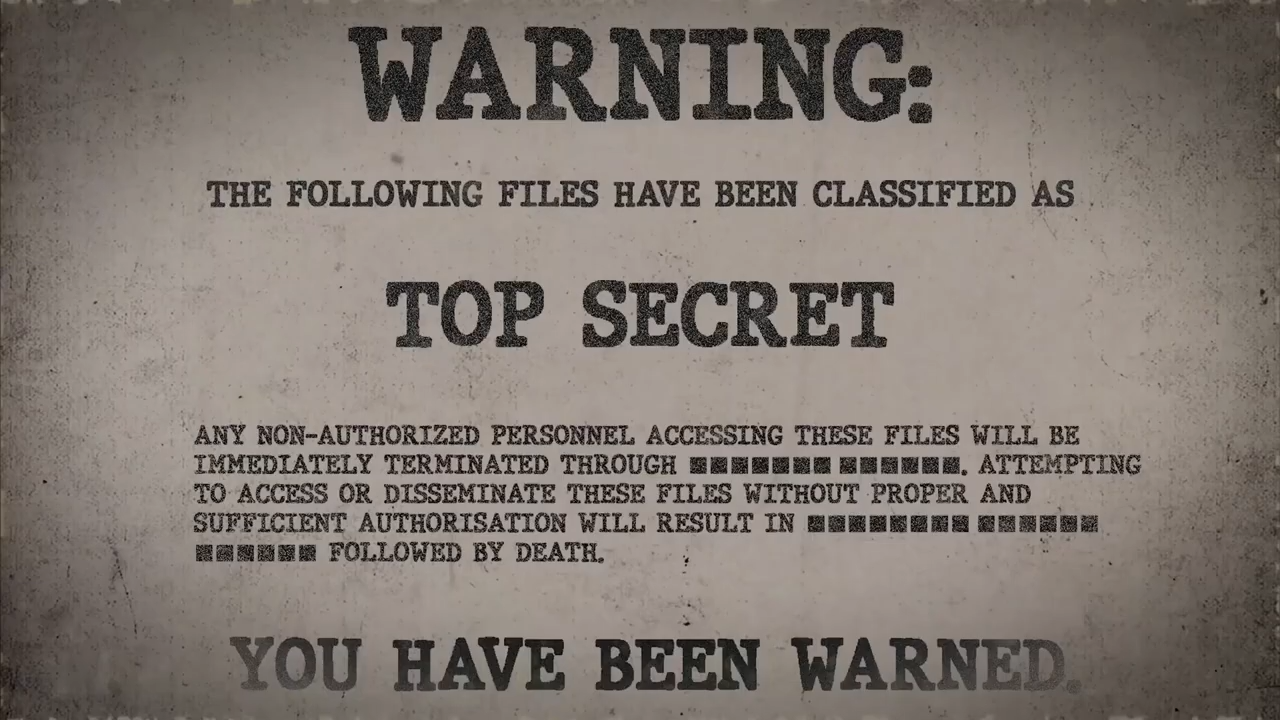 WARNING:
THE FOLLOWING FILES HAVE BEEN CLASSIFIED AS
TOP SECRET
ANY NON-AUTHORIZED PERSONNEL ACCESSING THESE FILES WILL BE
IMMEDIATELY TERMINATED THROUGH ■■■■■■■ ■■■■■■. ATTEMPTING
TO ACCESS OR DISSEMINATE THESE FILES WITHOUT PROPER AND
SUFFICIENT AUTHORISATION WILL RESULT IN ■■■■■■■■ ■■■■■■
■■■■■■ FOLLOWED BY DEATH.
YOU HAVE BEEN WARNED.